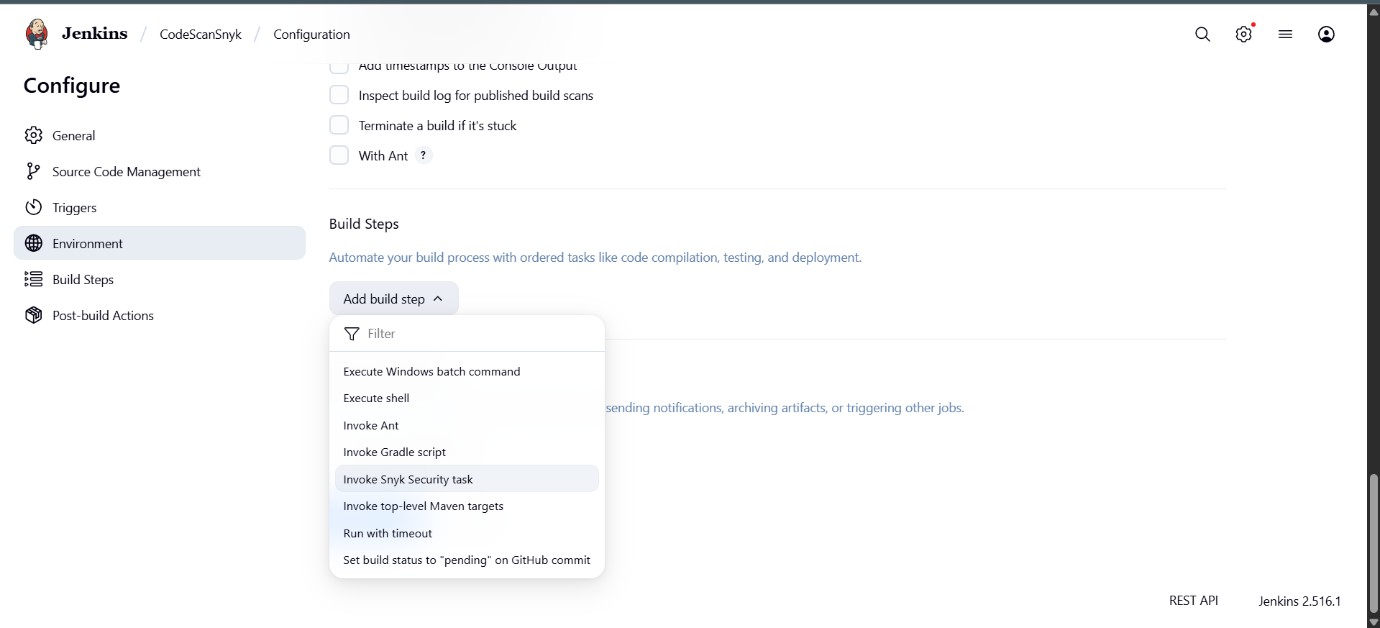 Jenkins / CodeScanSnyk / Configuration
Configure
General
Source Code Management
Triggers
Environment
Build Steps
Post-build Actions
Add timestamps to the Console Output
Inspect build log for published build scans
Terminate a build if it's stuck
With Ant ?
Build Steps
Automate your build process with ordered tasks like code compilation, testing, and deployment.
Add build step
Filter
Execute Windows batch command
Execute shell
Invoke Ant
Invoke Gradle script
Invoke Snyk Security task
Invoke top-level Maven targets
Run with timeout
Set build status to "pending" on GitHub commit
sending notifications, archiving artifacts, or triggering other jobs.
REST API
Jenkins 2.516.1